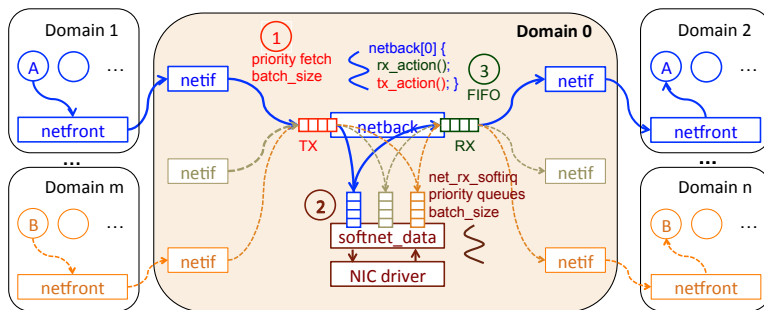 Domain 1
A
...
netfront
...
Domain m
B
...
netfront
Domain 0
1
priority fetch
batch_size
netback[0] {
rx_action();
tx_action(); }
3
FIFO
netif
netif
netif
netback
TX
RX
2
net_rx_softirq
priority queues
batch_size
softnet_data
NIC driver
netif
netif
netif
Domain 2
A
...
netfront
...
Domain n
B
...
netfront